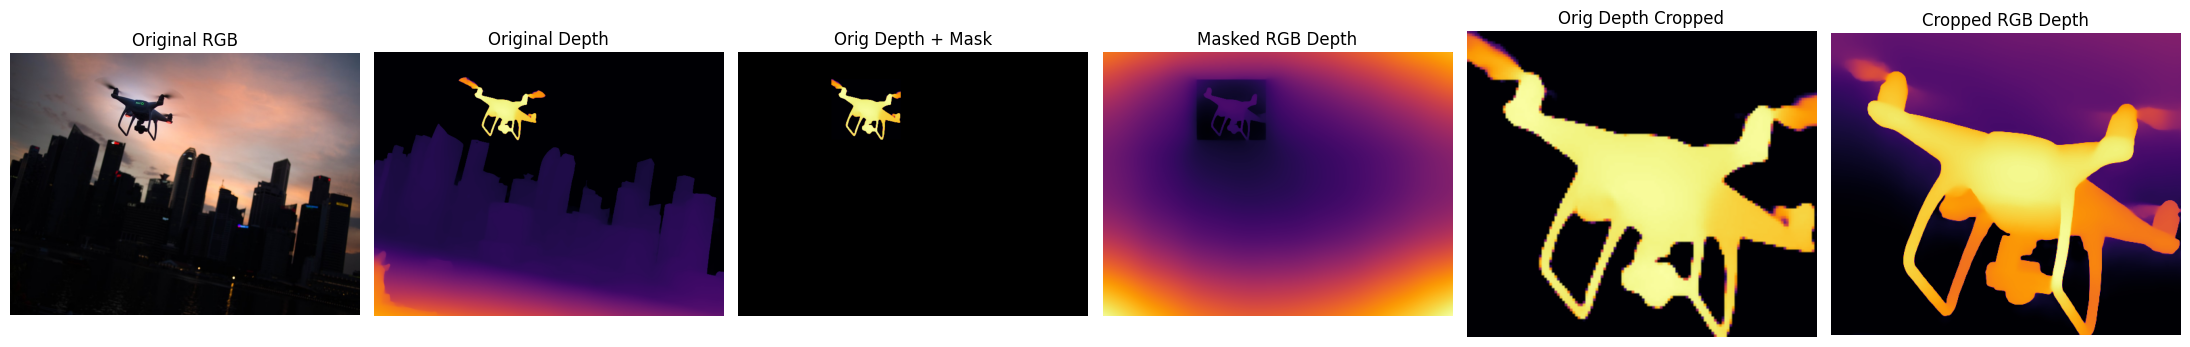 Original RGB
Original Depth
Orig Depth + Mask
Masked RGB Depth
Orig Depth Cropped
Cropped RGB Depth